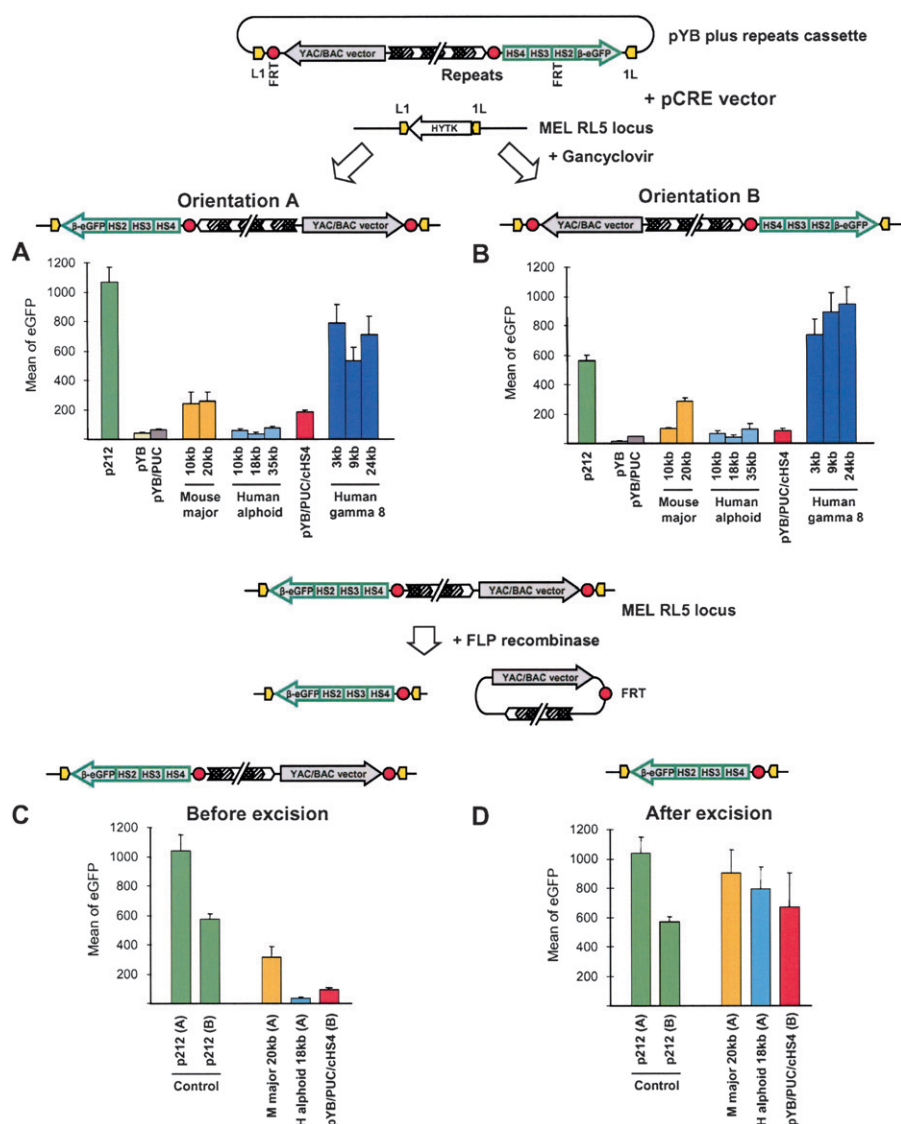 pYB plus repeats cassette
YAC/BAC vector
HS4 HS3 HS2 β-eGFP
L1 FRT Repeats FRT 1L
+ pCRE vector
L1 1L
HYTK
MEL RL5 locus
+ Gancyclovir
Orientation A
Orientation B
β-eGFP HS2 HS3 HS4 YAC/BAC vector
YAC/BAC vector HS4 HS3 HS2 β-eGFP
A
Mean of eGFP
1200
1000
800
600
400
200
p212
pYB
pYB/PUC
10kb
20kb
Mouse major
10kb
18kb
35kb
Human alphoid
pYB/PUC/cHS4
3kb
9kb
24kb
Human gamma 8
B
Mean of eGFP
1200
1000
800
600
400
200
p212
pYB
pYB/PUC
10kb
20kb
Mouse major
10kb
18kb
35kb
Human alphoid
pYB/PUC/cHS4
3kb
9kb
24kb
Human gamma 8
β-eGFP HS2 HS3 HS4 YAC/BAC vector
MEL RL5 locus
+ FLP recombinase
β-eGFP HS2 HS3 HS4
YAC/BAC vector
FRT
β-eGFP HS2 HS3 HS4 YAC/BAC vector
β-eGFP HS2 HS3 HS4
C
Before excision
Mean of eGFP
1200
1000
800
600
400
200
p212 (A)
p212 (B)
Control
M major 20kb (A)
H alphoid 18kb (A)
pYB/PUC/cHS4 (B)
D
After excision
Mean of eGFP
1200
1000
800
600
400
200
p212 (A)
p212 (B)
Control
M major 20kb (A)
H alphoid 18kb (A)
pYB/PUC/cHS4 (B)